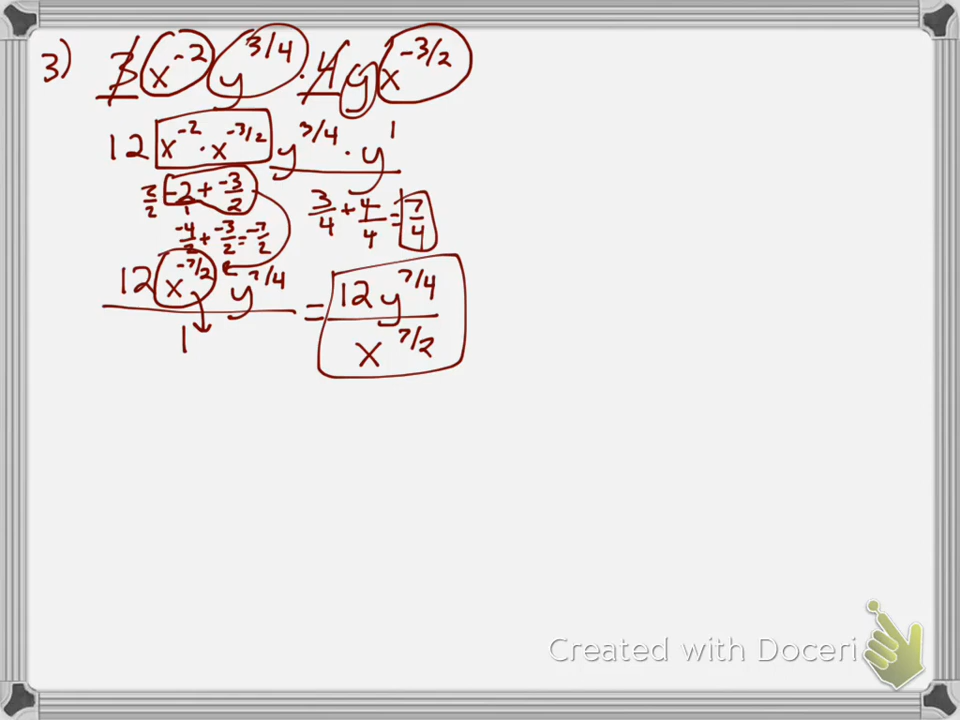 3) 3x^{-2} y^{3/4} · 4y x^{-3/2}
12 x^{-2} · x^{-3/2} y^{3/4} · y^1
-2/1 + -3/2
3/4 + 4/4 = 7/4
-4/2 + -3/2 = -7/2
12 x^{-7/2} y^{7/4} / 1 = 12 y^{7/4} / x^{7/2}
Created with Doceri